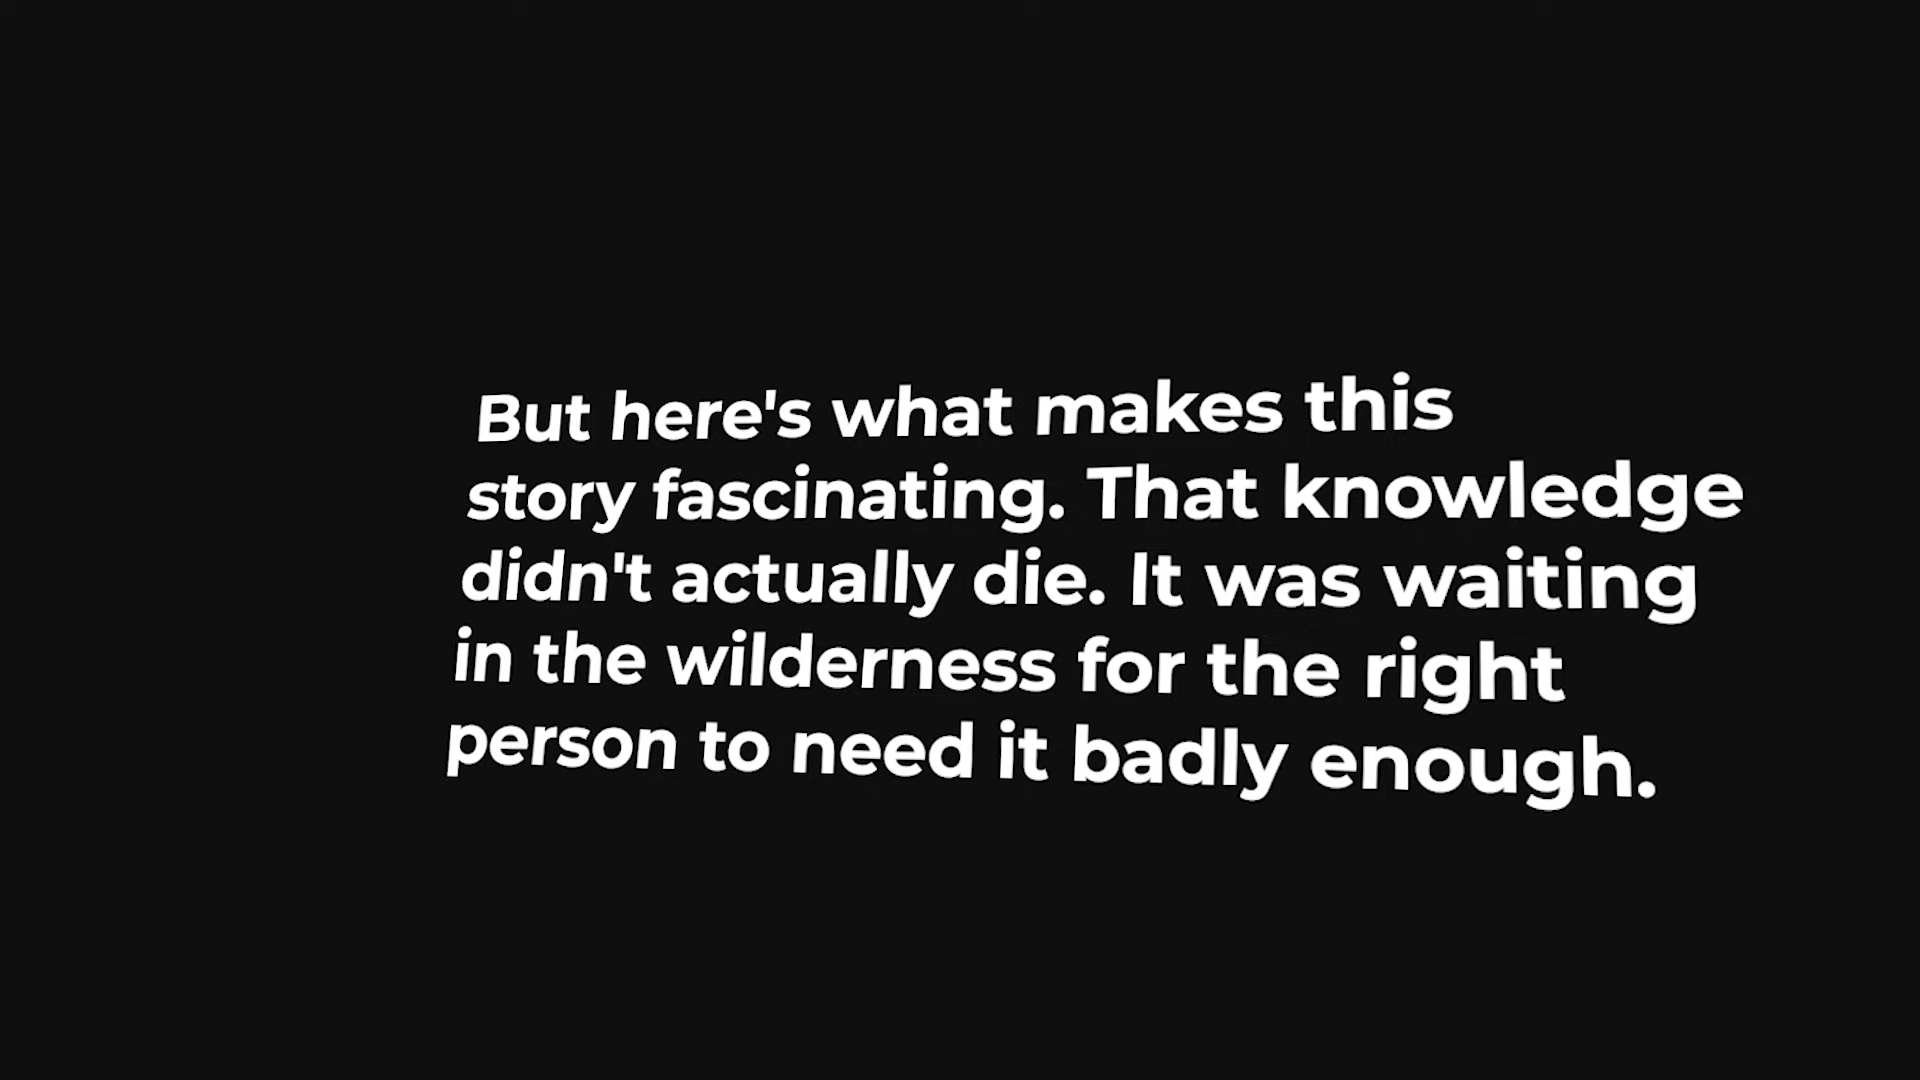 But here's what makes this
story fascinating. That knowledge
didn't actually die. It was waiting
in the wilderness for the right
person to need it badly enough.